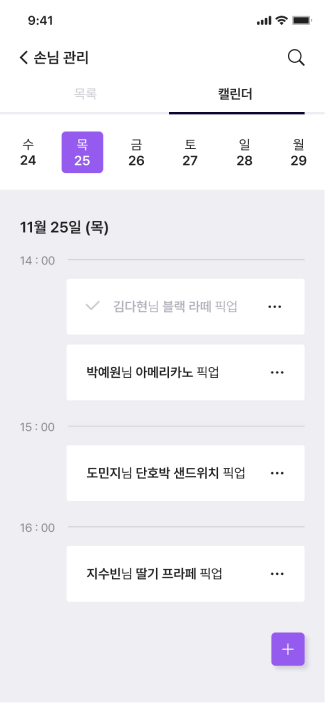 9:41
손님 관리
목록 캘린더
수 목 금 토 일 월
24 25 26 27 28 29
11월 25일 (목)
14 : 00
김다현님 블랙 라떼 픽업
박예원님 아메리카노 픽업
15 : 00
도민지님 단호박 샌드위치 픽업
16 : 00
지수빈님 딸기 프라페 픽업